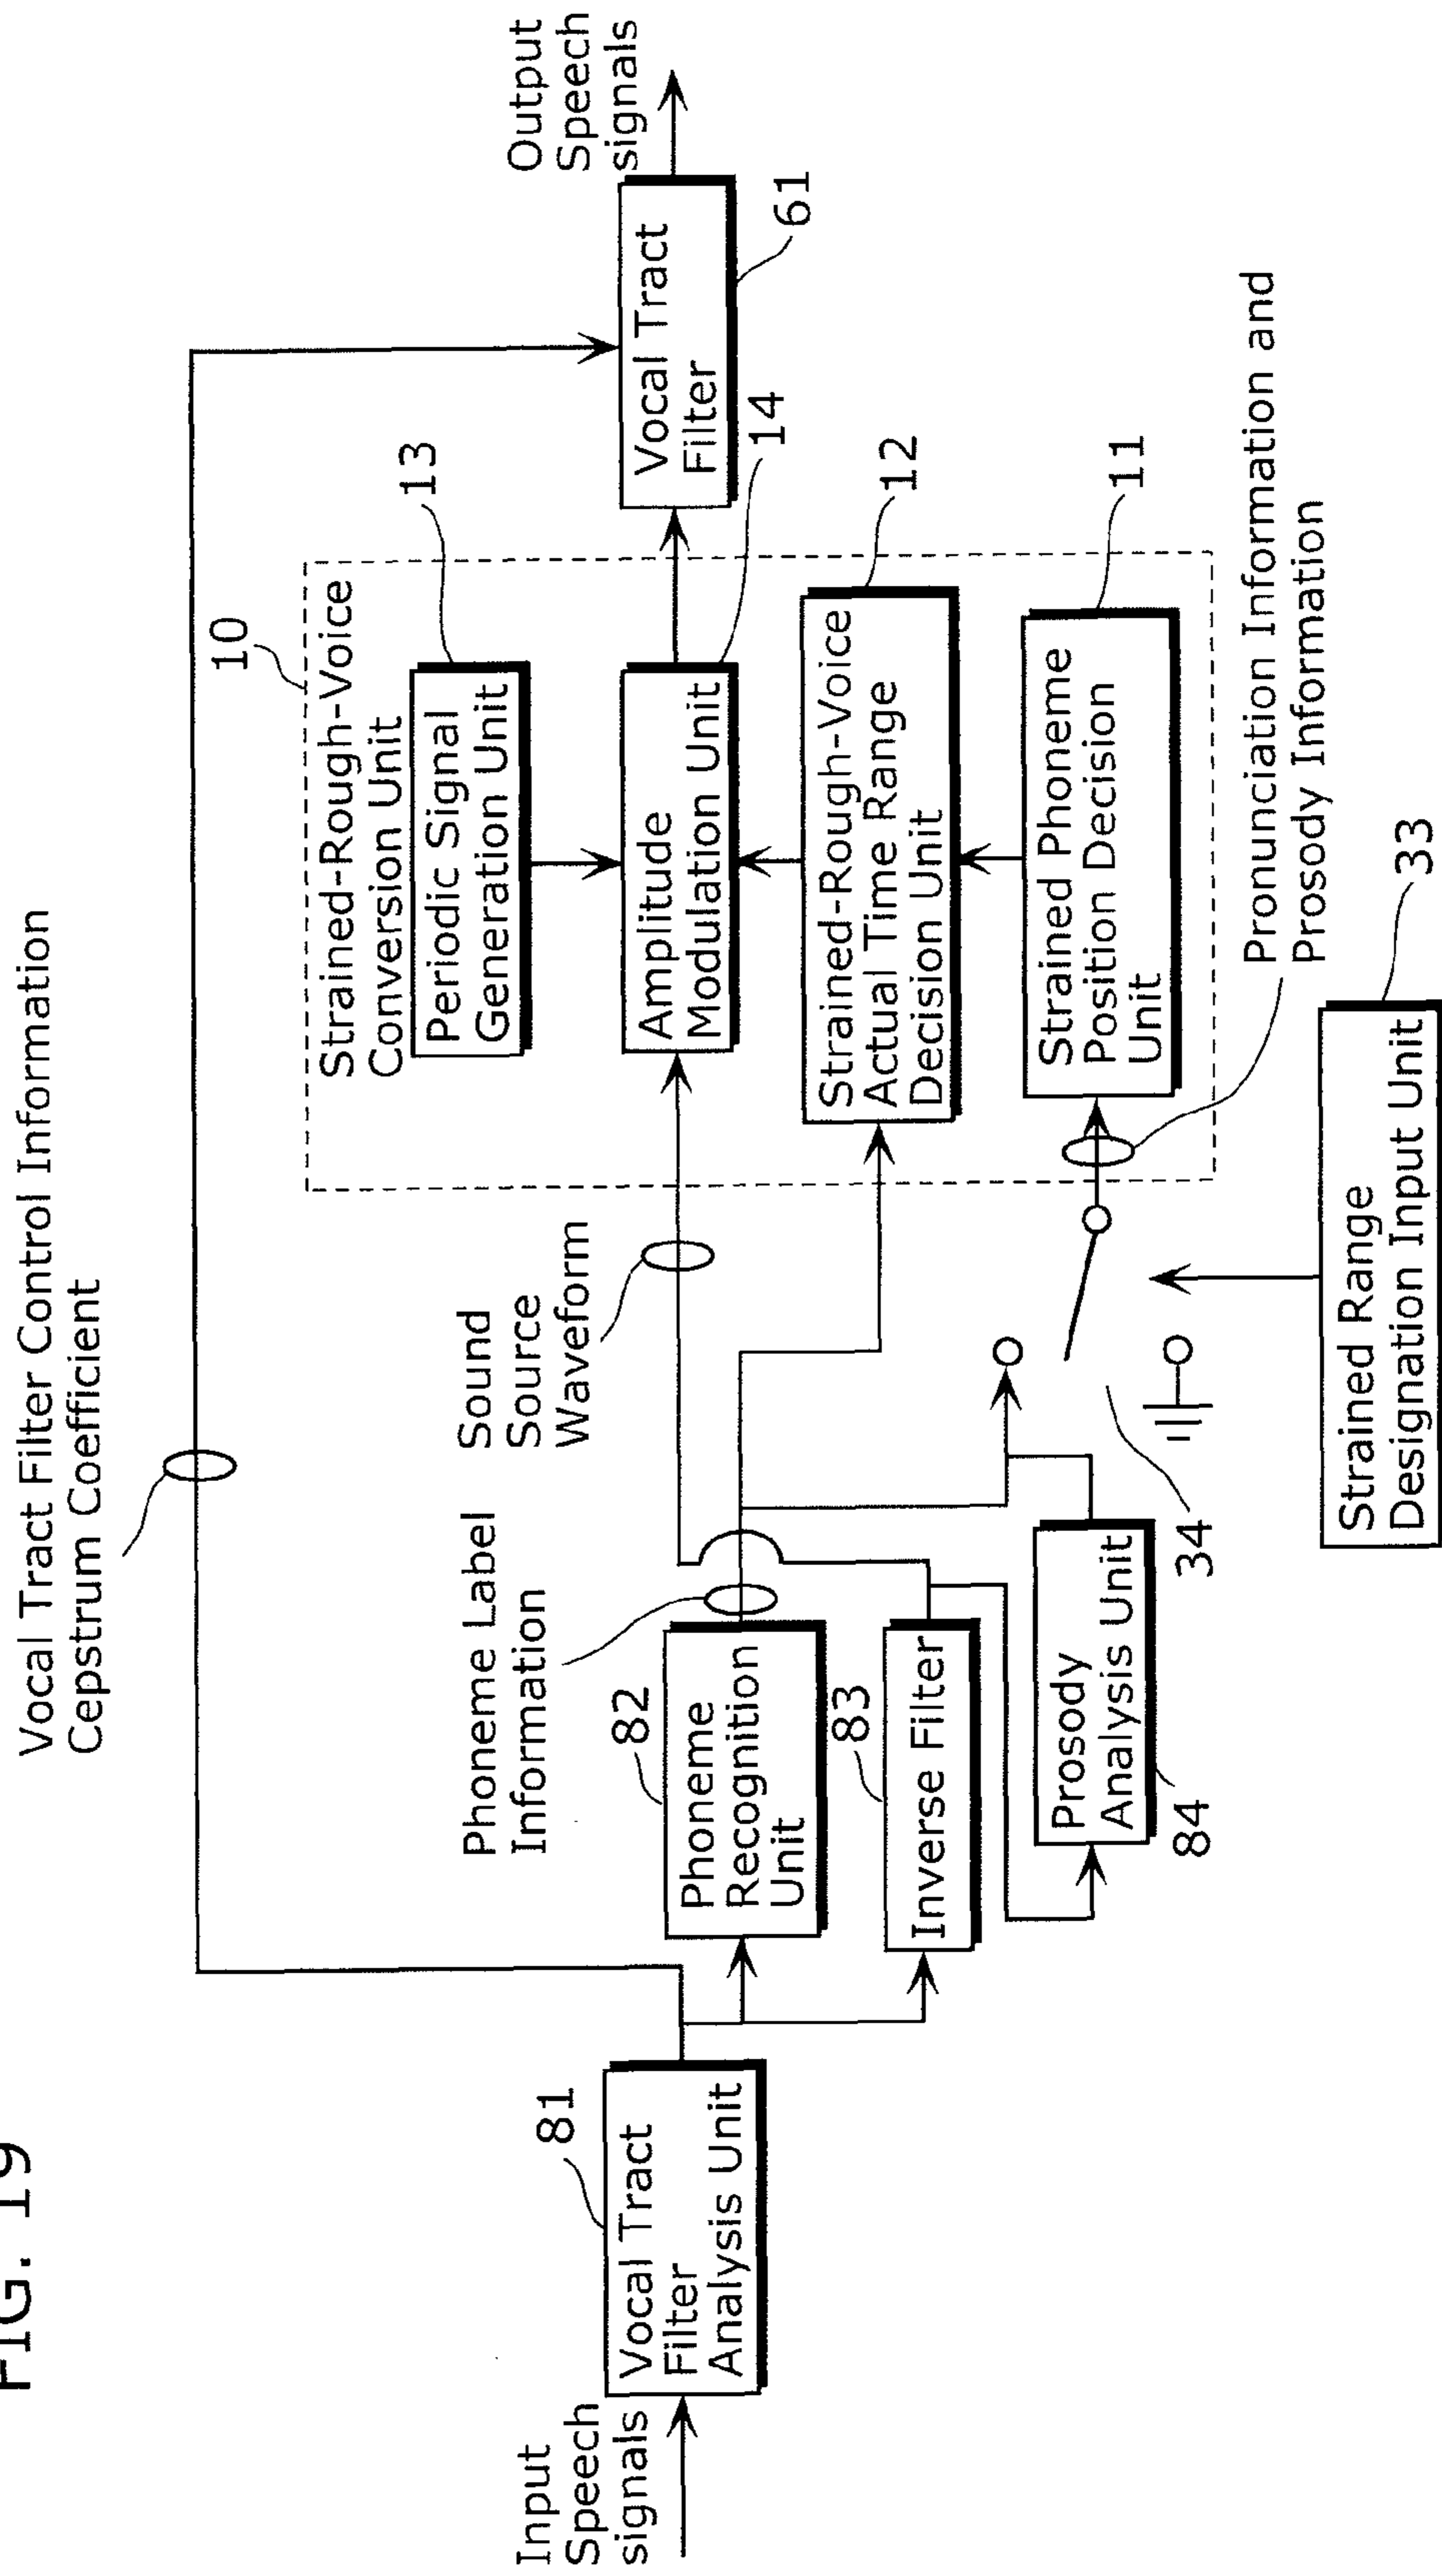 FIG. 19
Vocal Tract Filter Control Information
Cepstrum Coefficient
Input
Speech
signals
81
Vocal Tract
Filter
Analysis Unit
Phoneme Label
Information
82
Phoneme
Recognition
Unit
83
Inverse Filter
Prosody
Analysis Unit
84
Sound
Source
Waveform
34
10
Strained-Rough-Voice
Conversion Unit
13
Periodic Signal
Generation Unit
14
Amplitude
Modulation Unit
12
Strained-Rough-Voice
Actual Time Range
Decision Unit
11
Strained Phoneme
Position Decision
Unit
Pronunciation Information and
Prosody Information
33
Strained Range
Designation Input Unit
Vocal Tract
Filter
61
Output
Speech
signals